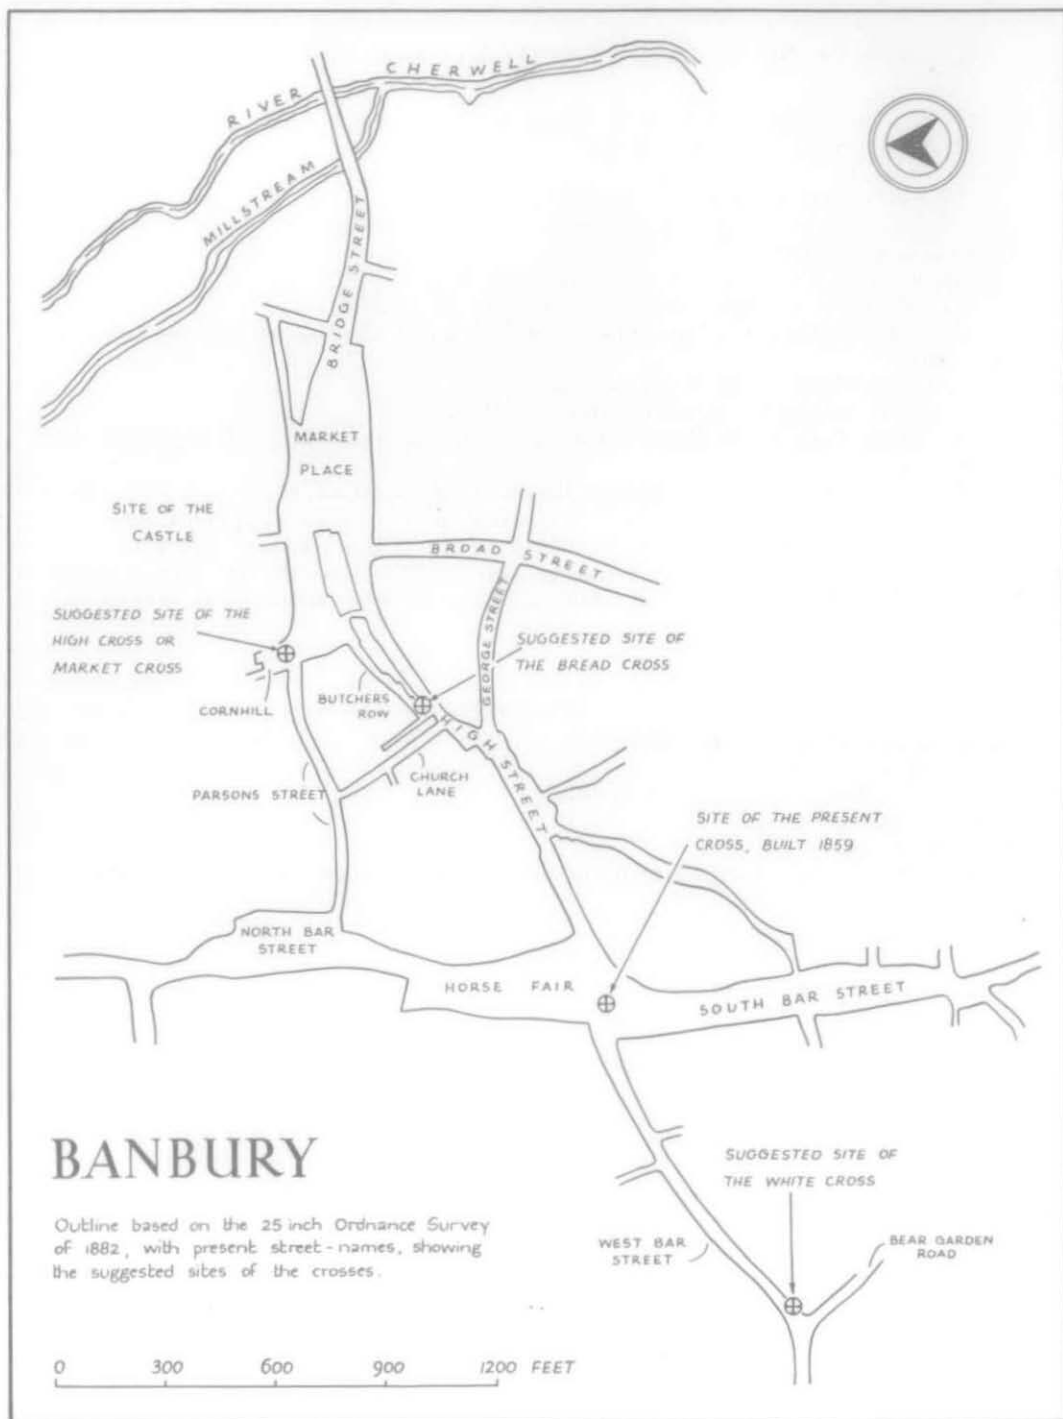 RIVER CHERWELL
MILLSTREAM
BRIDGE STREET
MARKET
PLACE
SITE OF THE
CASTLE
BROAD STREET
GEORGE STREET
SUGGESTED SITE OF THE
HIGH CROSS OR
MARKET CROSS
SUGGESTED SITE OF
THE BREAD CROSS
CORNHILL
BUTCHERS
ROW
HIGH STREET
PARSONS STREET
CHURCH
LANE
SITE OF THE PRESENT
CROSS, BUILT 1859
NORTH BAR
STREET
HORSE FAIR
SOUTH BAR STREET
BANBURY
Outline based on the 25 inch Ordnance Survey
of 1882, with present street-names, showing
the suggested sites of the crosses.
SUGGESTED SITE OF
THE WHITE CROSS
WEST BAR
STREET
BEAR GARDEN
ROAD
0 300 600 900 1200 FEET